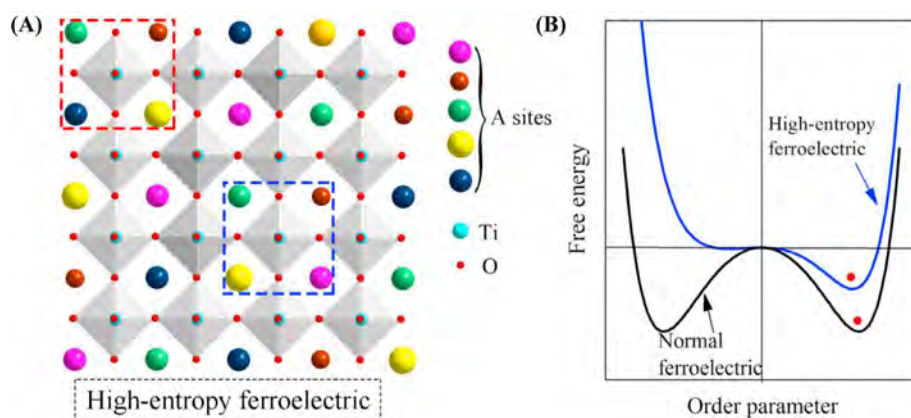 (A)
A sites
Ti
O
High-entropy ferroelectric
(B)
Free energy
High-entropy
ferroelectric
Normal
ferroelectric
Order parameter